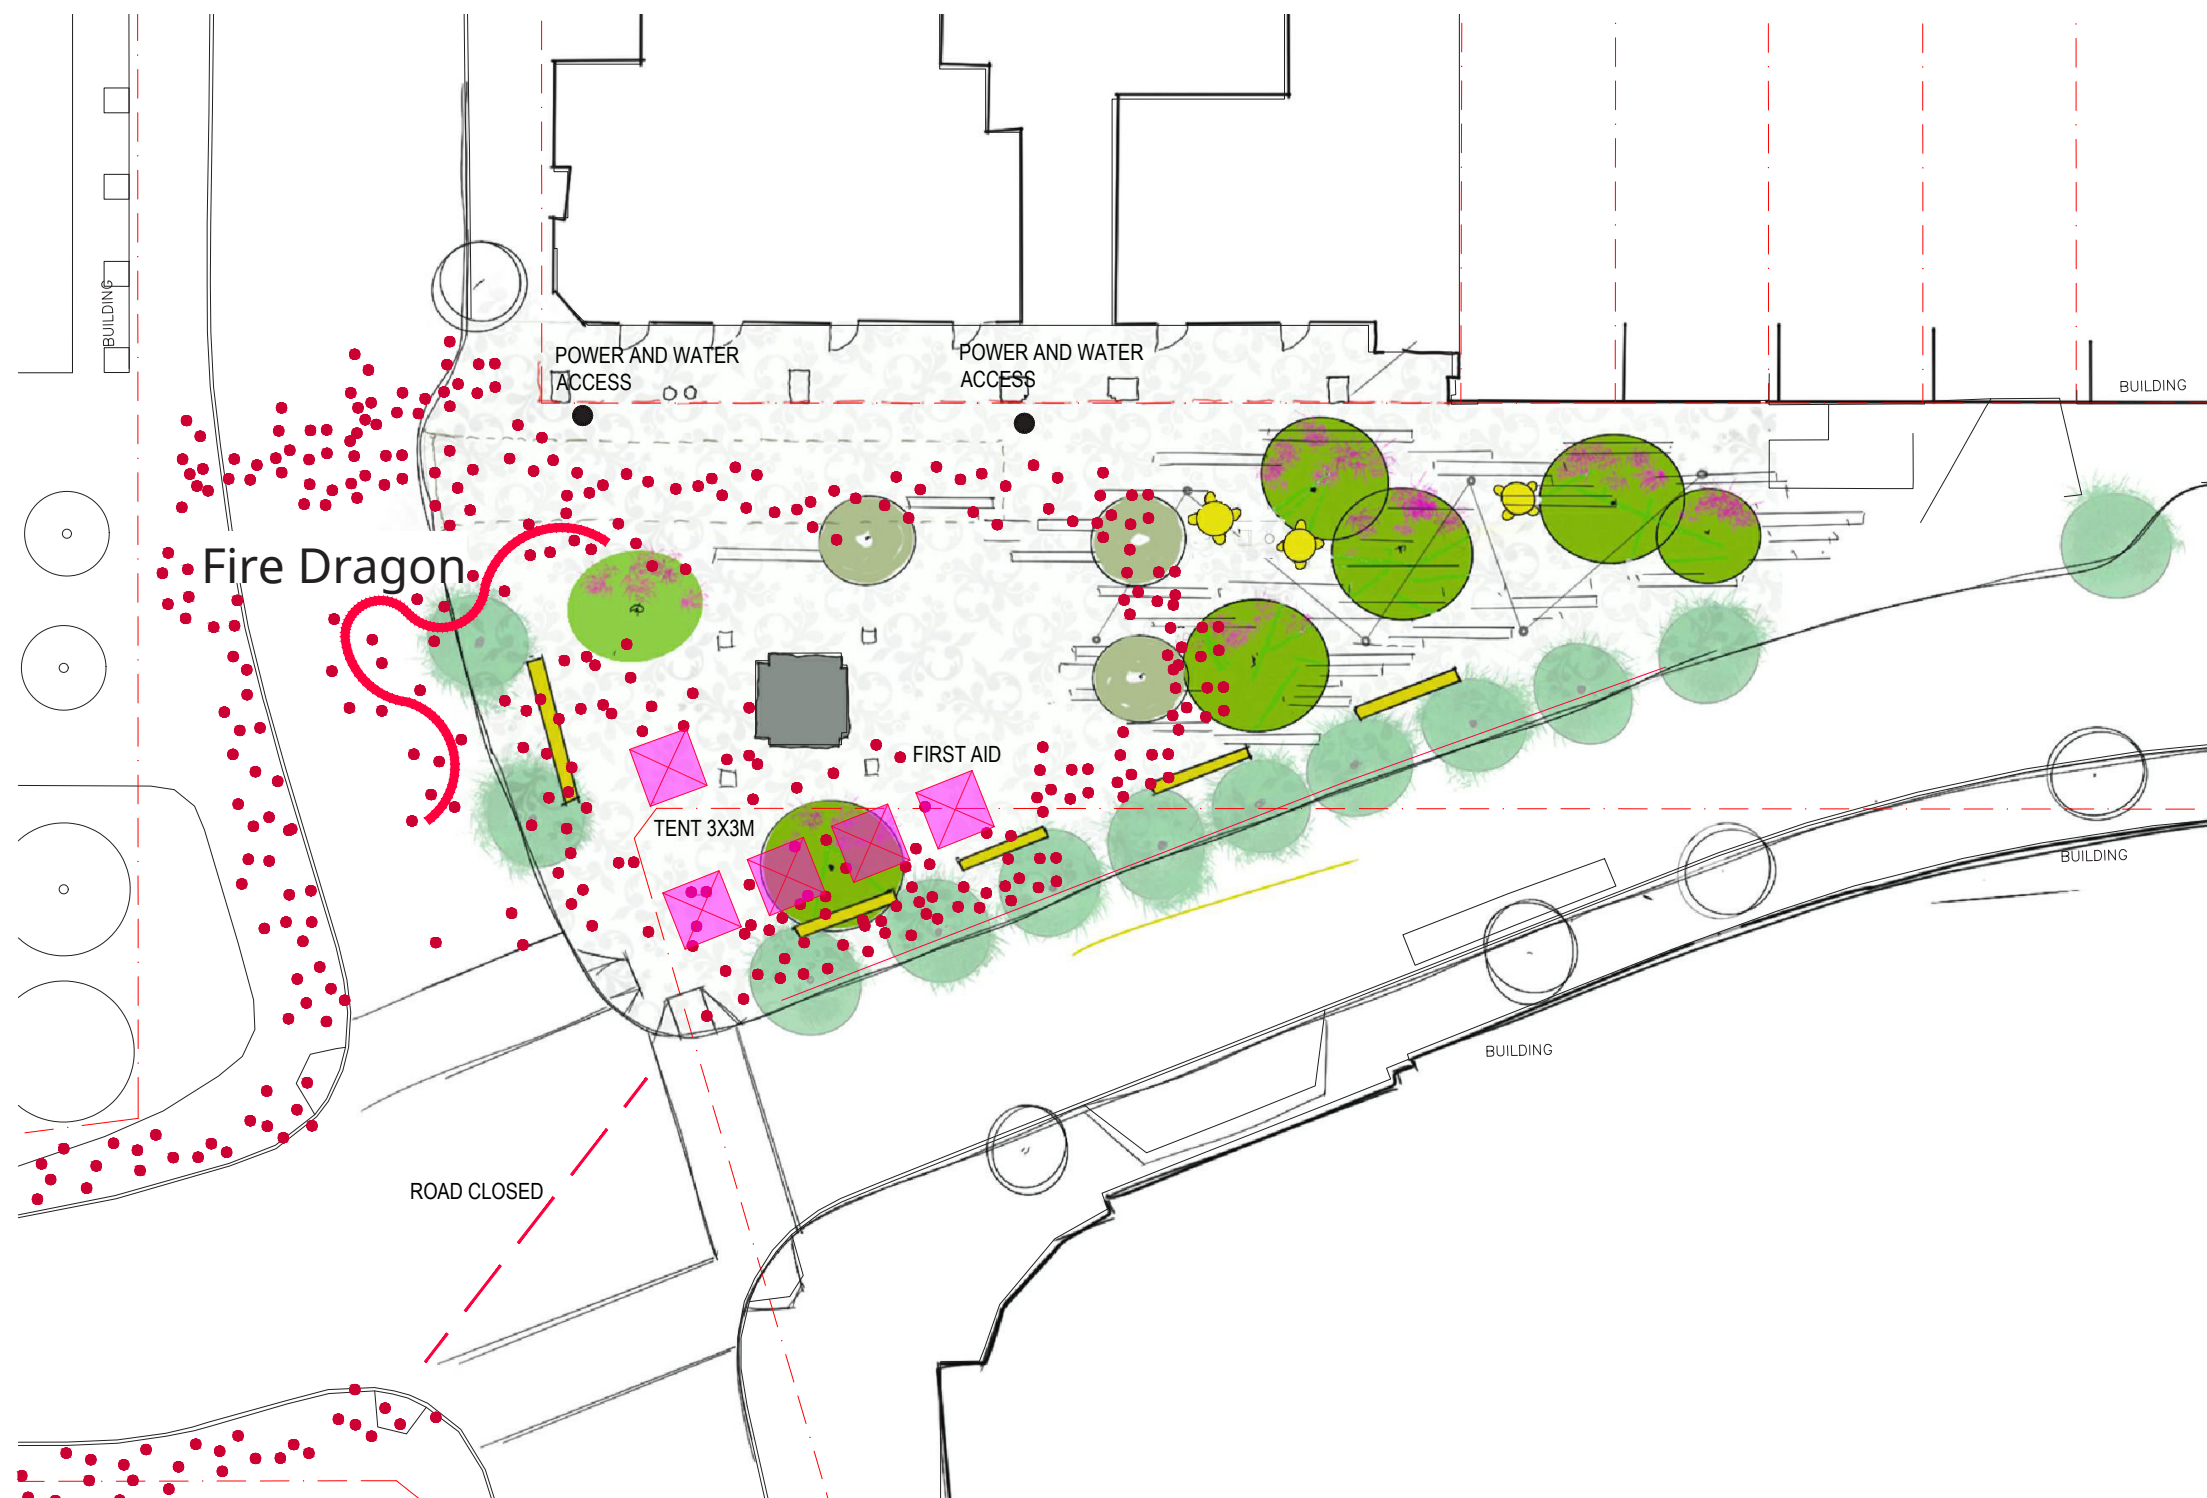 POWER AND WATER
ACCESS
POWER AND WATER
ACCESS
BUILDING
BUILDING
Fire Dragon
FIRST AID
TENT 3X3M
BUILDING
BUILDING
ROAD CLOSED